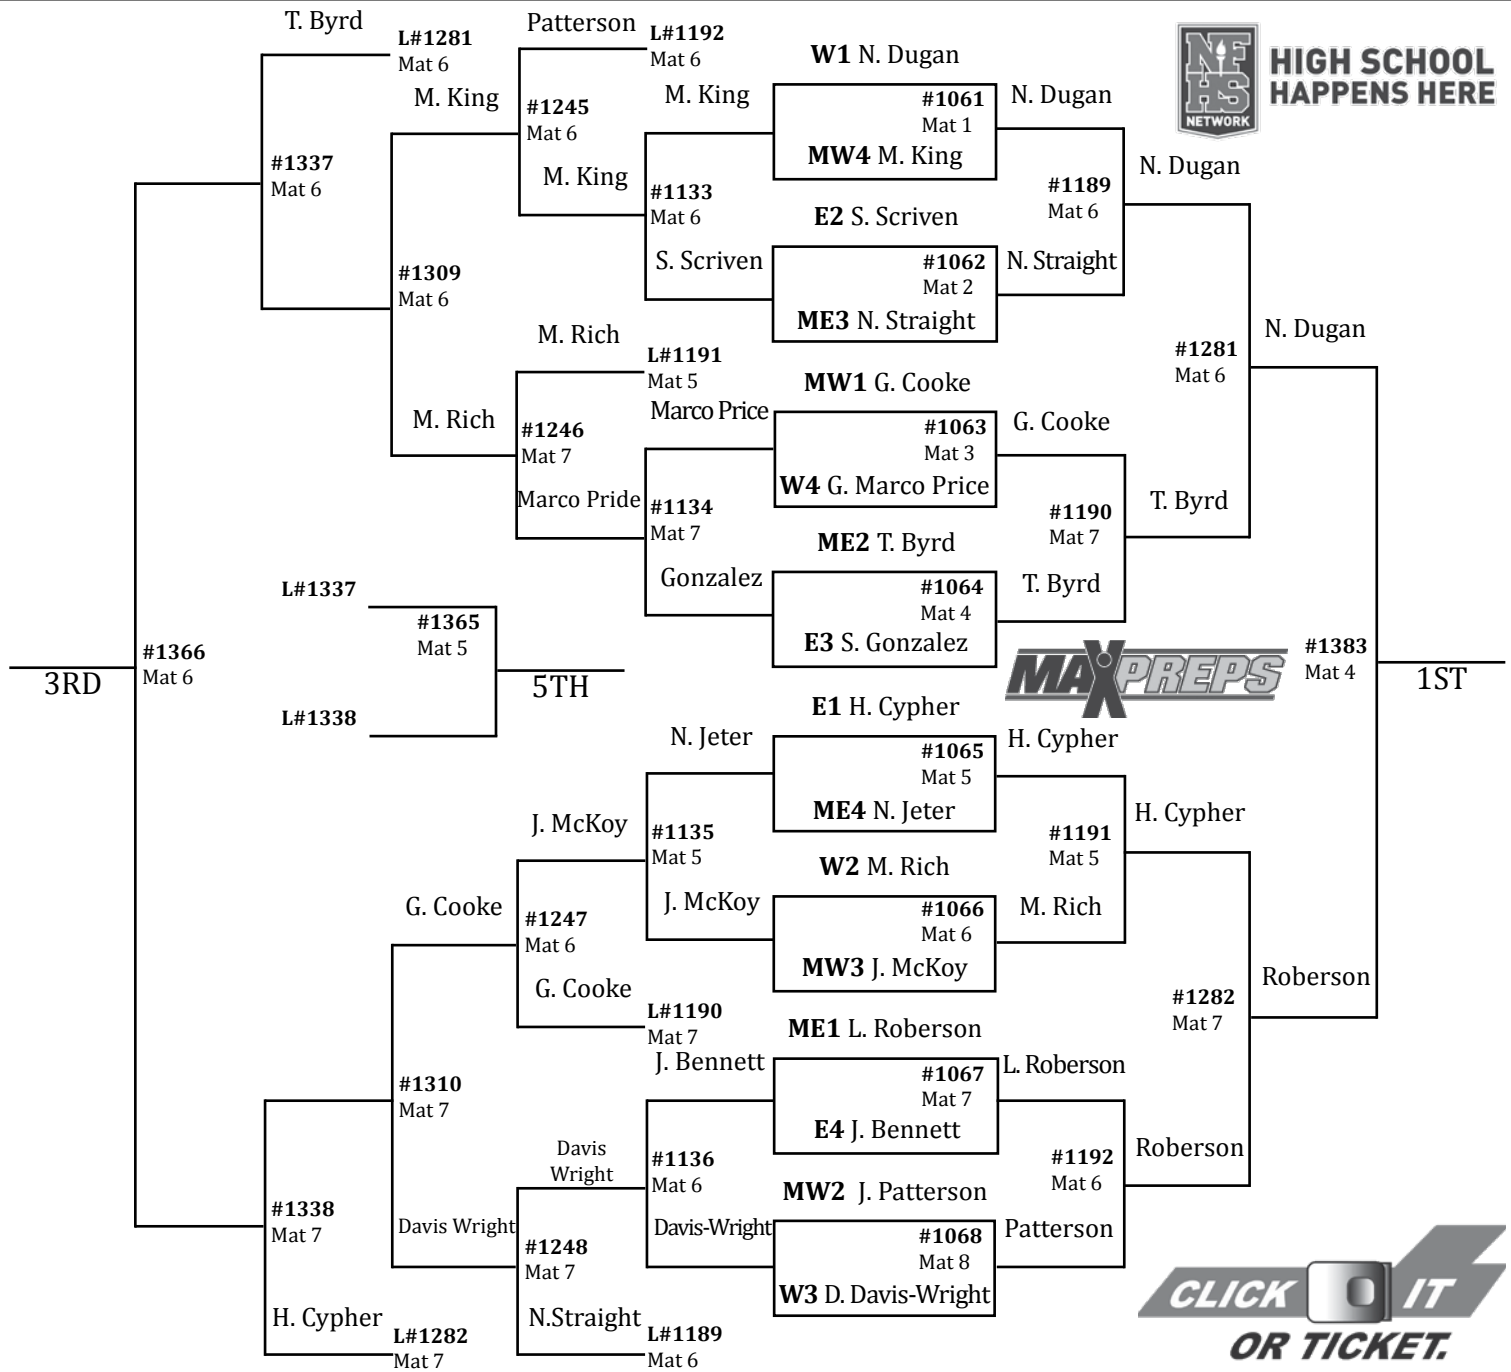 T. Byrd
L#1281
Mat 6
Patterson
L#1192
Mat 6
W1 N. Dugan
NFHS
NETWORK
HIGH SCHOOL
HAPPENS HERE
M. King
#1245
Mat 6
M. King
#1061
Mat 1
N. Dugan
MW4 M. King
#1337
Mat 6
M. King
#1133
Mat 6
#1189
Mat 6
N. Dugan
E2 S. Scriven
#1309
Mat 6
S. Scriven
#1062
Mat 2
N. Straight
ME3 N. Straight
M. Rich
L#1191
Mat 5
MW1 G. Cooke
#1281
Mat 6
N. Dugan
M. Rich
#1246
Mat 7
Marco Price
#1063
Mat 3
G. Cooke
W4 G. Marco Price
Marco Pride
#1134
Mat 7
#1190
Mat 7
T. Byrd
ME2 T. Byrd
Gonzalez
#1064
Mat 4
T. Byrd
E3 S. Gonzalez
L#1337
#1365
Mat 5
5TH
L#1338
3RD
#1366
Mat 6
MAXPREPS
#1383
Mat 4
1ST
E1 H. Cypher
N. Jeter
#1065
Mat 5
H. Cypher
ME4 N. Jeter
J. McKoy
#1135
Mat 5
#1191
Mat 5
H. Cypher
W2 M. Rich
G. Cooke
#1247
Mat 6
J. McKoy
#1066
Mat 6
M. Rich
MW3 J. McKoy
G. Cooke
L#1190
Mat 7
ME1 L. Roberson
#1282
Mat 7
Roberson
J. Bennett
#1067
Mat 7
L. Roberson
E4 J. Bennett
#1310
Mat 7
Davis
Wright
#1136
Mat 6
#1192
Mat 6
Roberson
MW2 J. Patterson
#1338
Mat 7
Davis Wright
#1248
Mat 7
Davis-Wright
#1068
Mat 8
Patterson
W3 D. Davis-Wright
H. Cypher
L#1282
Mat 7
N.Straight
L#1189
Mat 6
CLICK IT
OR TICKET.